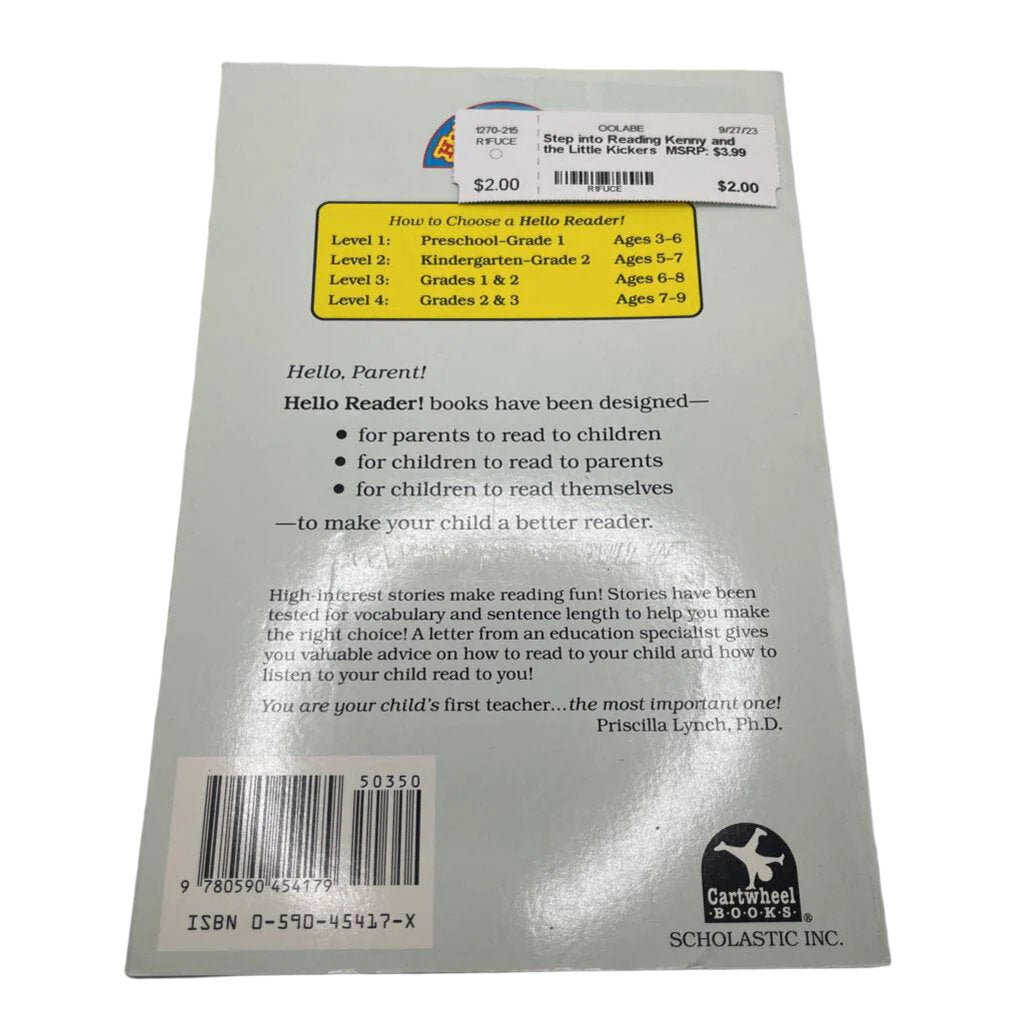 1270-215
R1FUCE
$2.00
OOLABE 9/27/23
Step into Reading Kenny and
the Little Kickers MSRP: $3.99
R1FUCE
$2.00
How to Choose a Hello Reader!
Level 1: Preschool–Grade 1 Ages 3–6
Level 2: Kindergarten–Grade 2 Ages 5–7
Level 3: Grades 1 & 2 Ages 6–8
Level 4: Grades 2 & 3 Ages 7–9
Hello, Parent!
Hello Reader! books have been designed—
• for parents to read to children
• for children to read to parents
• for children to read themselves
—to make your child a better reader.
High-interest stories make reading fun! Stories have been
tested for vocabulary and sentence length to help you make
the right choice! A letter from an education specialist gives
you valuable advice on how to read to your child and how to
listen to your child read to you!
You are your child's first teacher...the most important one!
Priscilla Lynch, Ph.D.
50350
9 780590 454179
ISBN 0-590-45417-X
Cartwheel
·B·O·O·K·S· ®
SCHOLASTIC INC.